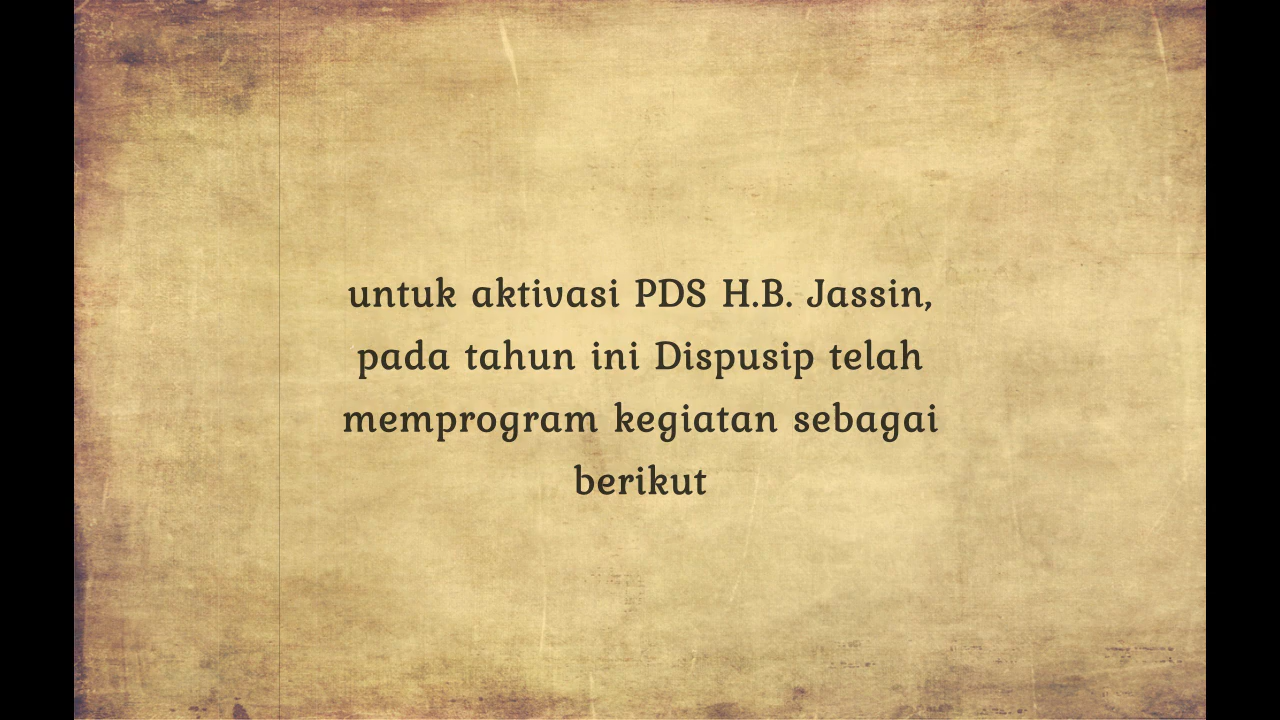 untuk aktivasi PDS H.B. Jassin,
pada tahun ini Dispusip telah
memprogram kegiatan sebagai
berikut